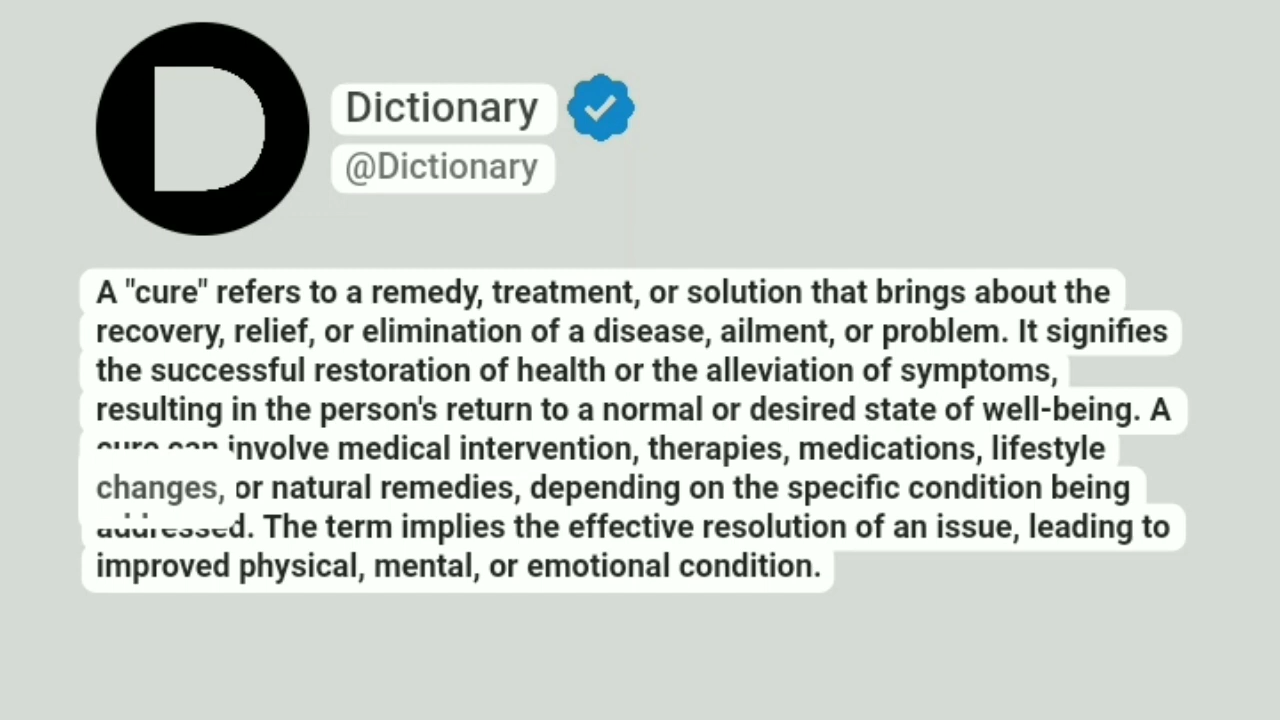 Dictionary
@Dictionary
A "cure" refers to a remedy, treatment, or solution that brings about the
recovery, relief, or elimination of a disease, ailment, or problem. It signifies
the successful restoration of health or the alleviation of symptoms,
resulting in the person's return to a normal or desired state of well-being. A
cure can involve medical intervention, therapies, medications, lifestyle
changes, or natural remedies, depending on the specific condition being
addressed. The term implies the effective resolution of an issue, leading to
improved physical, mental, or emotional condition.